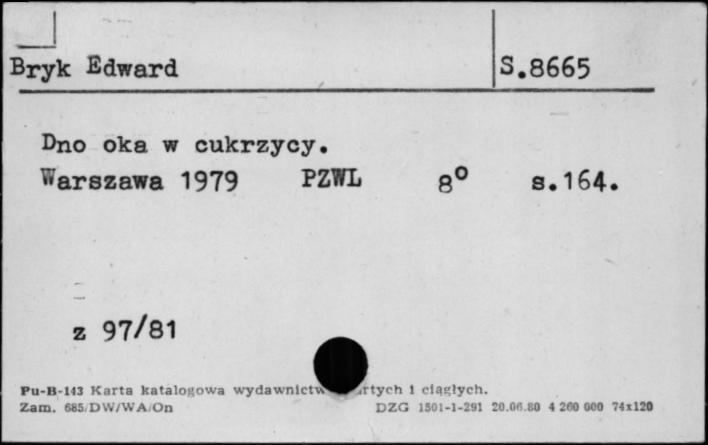 Bryk Edward S.8665
Dno oka w cukrzycy.
Warszawa 1979 PZWL 8° s.164.
z 97/81
Pu-B-143 Karta katalogowa wydawnictw i ciągłych.
Zam. 685/DW/WA/On DZG 1501-1-291 20.06.80 4 200 000 74x120